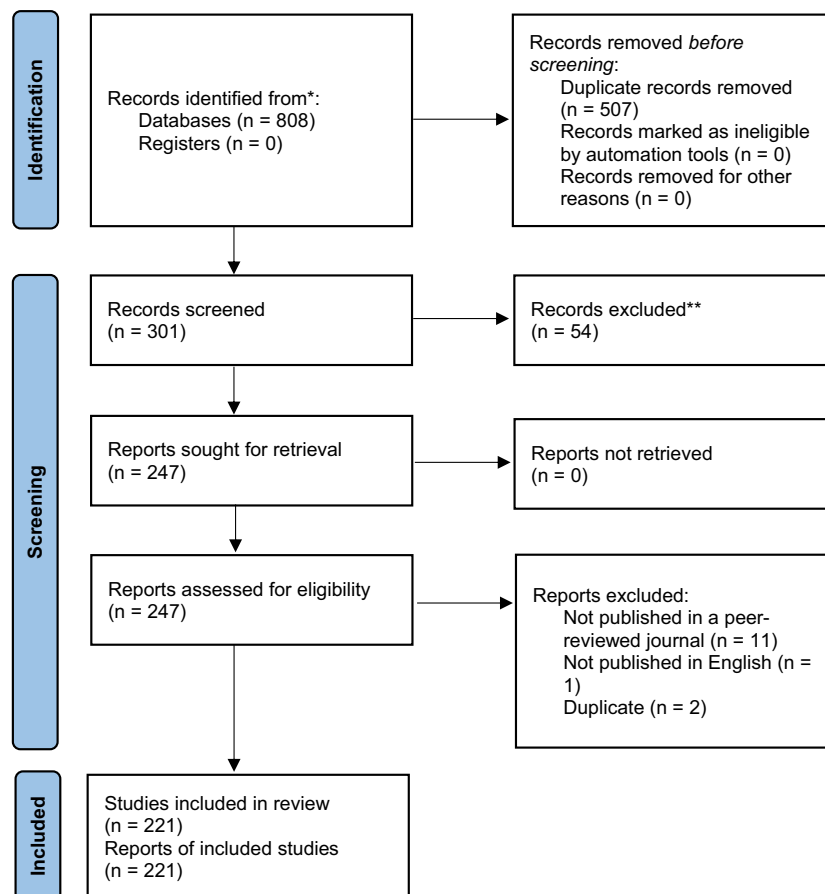 Identification
Records identified from*:
Databases (n = 808)
Registers (n = 0)
Records removed before
screening:
Duplicate records removed
(n = 507)
Records marked as ineligible
by automation tools (n = 0)
Records removed for other
reasons (n = 0)
Screening
Records screened
(n = 301)
Records excluded**
(n = 54)
Reports sought for retrieval
(n = 247)
Reports not retrieved
(n = 0)
Reports assessed for eligibility
(n = 247)
Reports excluded:
Not published in a peer-
reviewed journal (n = 11)
Not published in English (n =
1)
Duplicate (n = 2)
Included
Studies included in review
(n = 221)
Reports of included studies
(n = 221)